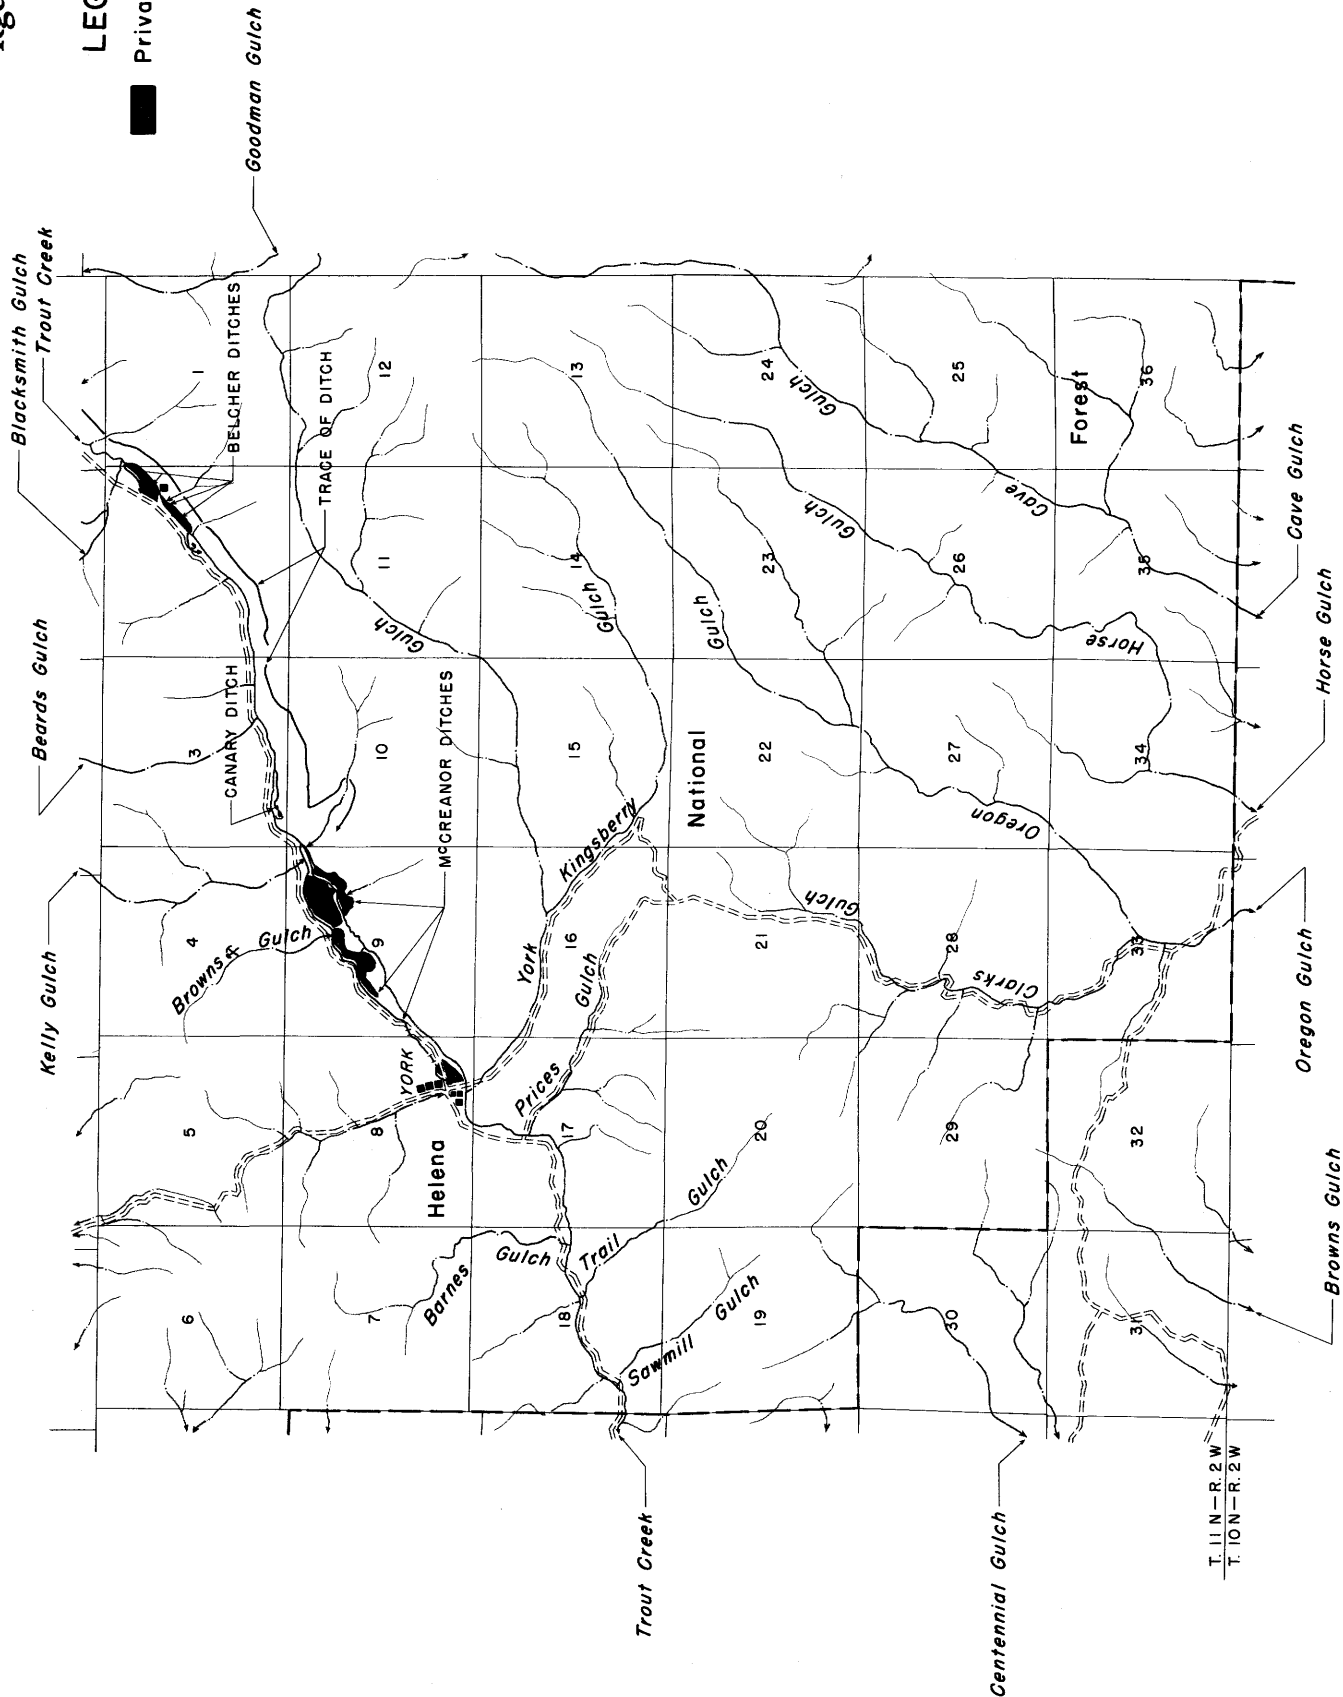 LEG
Priva
Goodman Gulch
Blacksmith Gulch
Trout Creek
Beards Gulch
Kelly Gulch
BELCHER DITCHES
TRACE OF DITCH
CANARY DITCH
McCREANOR DITCHES
Browns Gulch
YORK
Helena
National
Forest
6
5
4
3
1
7
8
9
10
11
12
18
17
16
15
14
13
19
20
21
22
23
24
30
29
28
27
26
25
31
32
33
34
35
36
York
Gulch
Kingsberry
Gulch
Prices
Gulch
Barnes
Gulch
Trail
Gulch
Sawmill
Gulch
Clarks
Gulch
Oregon
Gulch
Horse
Gulch
Cave
Gulch
Trout Creek
Centennial Gulch
T. 11 N–R. 2 W
T. 10 N–R. 2 W
Browns Gulch
Oregon Gulch
Horse Gulch
Cave Gulch